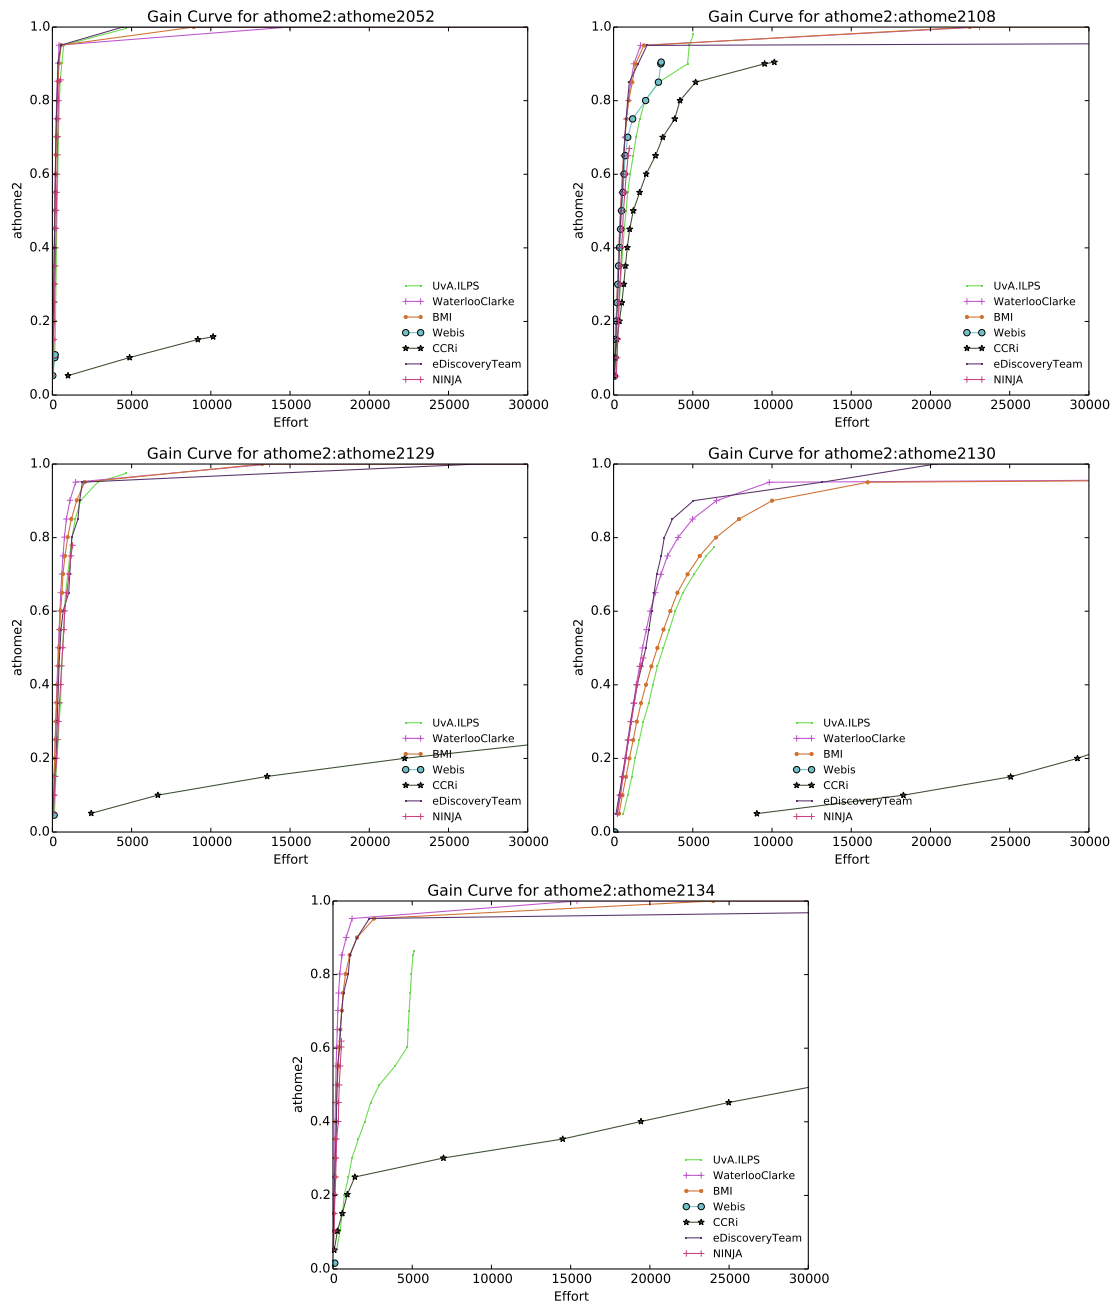 Gain Curve for athome2:athome2052
1.0
0.8
0.6
0.4
0.2
0.0
athome2
0 5000 10000 15000 20000 25000 30000
Effort
UvA.ILPS
WaterlooClarke
BMI
Webis
CCRi
eDiscoveryTeam
NINJA
Gain Curve for athome2:athome2108
1.0
0.8
0.6
0.4
0.2
0.0
athome2
0 5000 10000 15000 20000 25000 30000
Effort
UvA.ILPS
WaterlooClarke
BMI
Webis
CCRi
eDiscoveryTeam
NINJA
Gain Curve for athome2:athome2129
1.0
0.8
0.6
0.4
0.2
0.0
athome2
0 5000 10000 15000 20000 25000 30000
Effort
UvA.ILPS
WaterlooClarke
BMI
Webis
CCRi
eDiscoveryTeam
NINJA
Gain Curve for athome2:athome2130
1.0
0.8
0.6
0.4
0.2
0.0
athome2
0 5000 10000 15000 20000 25000 30000
Effort
UvA.ILPS
WaterlooClarke
BMI
Webis
CCRi
eDiscoveryTeam
NINJA
Gain Curve for athome2:athome2134
1.0
0.8
0.6
0.4
0.2
0.0
athome2
0 5000 10000 15000 20000 25000 30000
Effort
UvA.ILPS
WaterlooClarke
BMI
Webis
CCRi
eDiscoveryTeam
NINJA